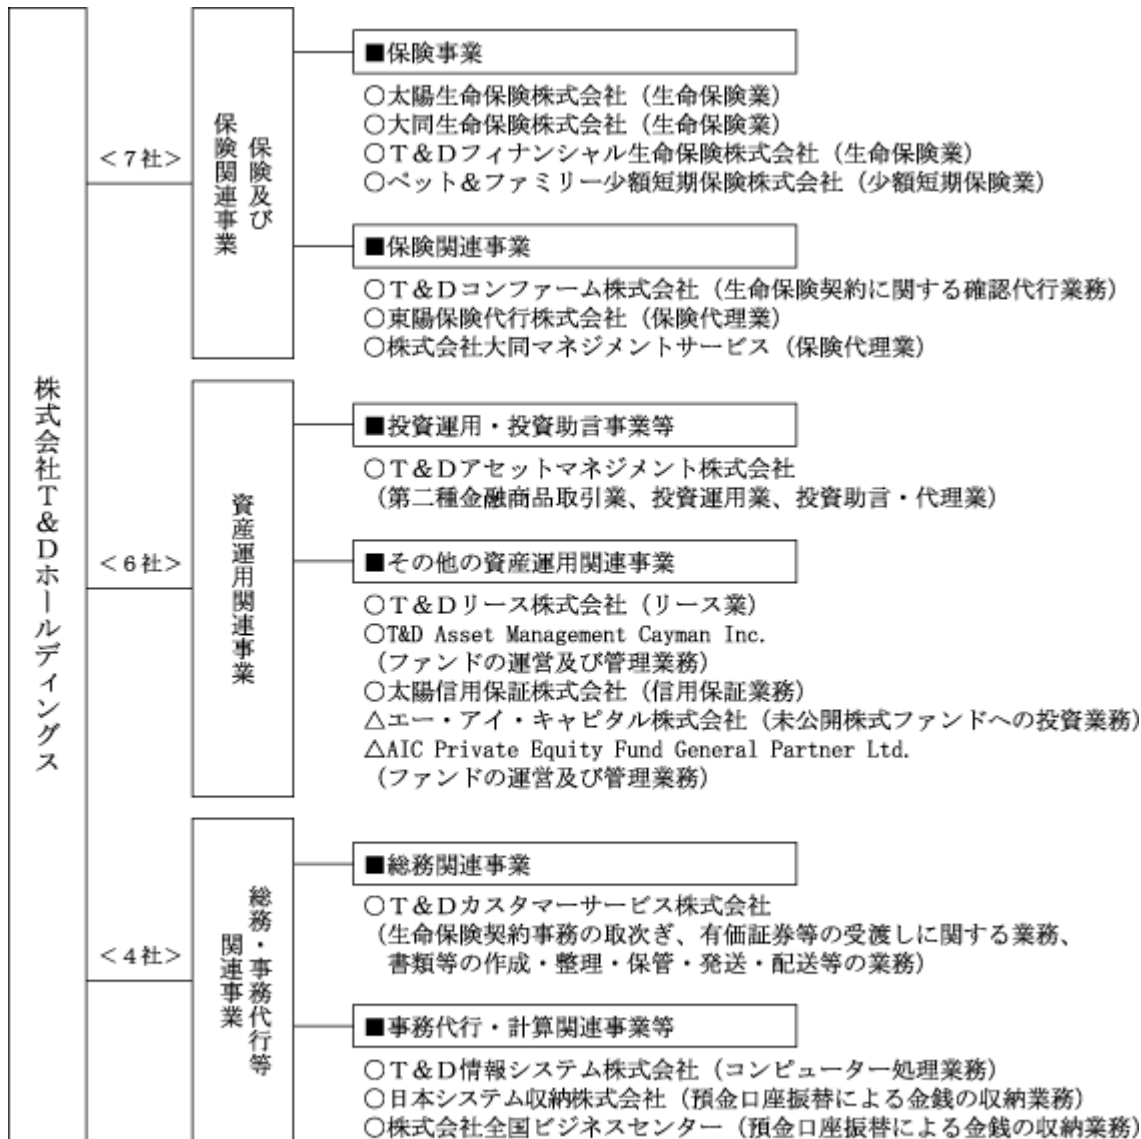 株式会社T&Dホールディングス
<7社>
保険及び
保険関連事業
■保険事業
○太陽生命保険株式会社（生命保険業）
○大同生命保険株式会社（生命保険業）
○T&Dフィナンシャル生命保険株式会社（生命保険業）
○ペット&ファミリー少額短期保険株式会社（少額短期保険業）
■保険関連事業
○T&Dコンファーム株式会社（生命保険契約に関する確認代行業務）
○東陽保険代行株式会社（保険代理業）
○株式会社大同マネジメントサービス（保険代理業）
<6社>
資産運用関連事業
■投資運用・投資助言事業等
○T&Dアセットマネジメント株式会社
（第二種金融商品取引業、投資運用業、投資助言・代理業）
■その他の資産運用関連事業
○T&Dリース株式会社（リース業）
○T&D Asset Management Cayman Inc.
（ファンドの運営及び管理業務）
○太陽信用保証株式会社（信用保証業務）
△エー・アイ・キャピタル株式会社（未公開株式ファンドへの投資業務）
△AIC Private Equity Fund General Partner Ltd.
（ファンドの運営及び管理業務）
<4社>
総務・事務代行等
関連事業
■総務関連事業
○T&Dカスタマーサービス株式会社
（生命保険契約事務の取次ぎ、有価証券等の受渡しに関する業務、
書類等の作成・整理・保管・発送・配送等の業務）
■事務代行・計算関連事業等
○T&D情報システム株式会社（コンピューター処理業務）
○日本システム収納株式会社（預金口座振替による金銭の収納業務）
○株式会社全国ビジネスセンター（預金口座振替による金銭の収納業務）